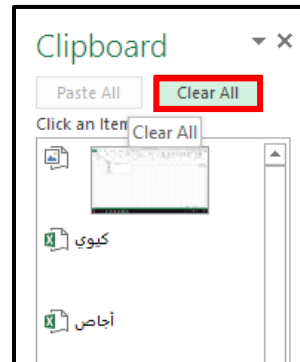 Clipboard
Paste All Clear All
Click an Item
Clear All
كيوي
أجاص